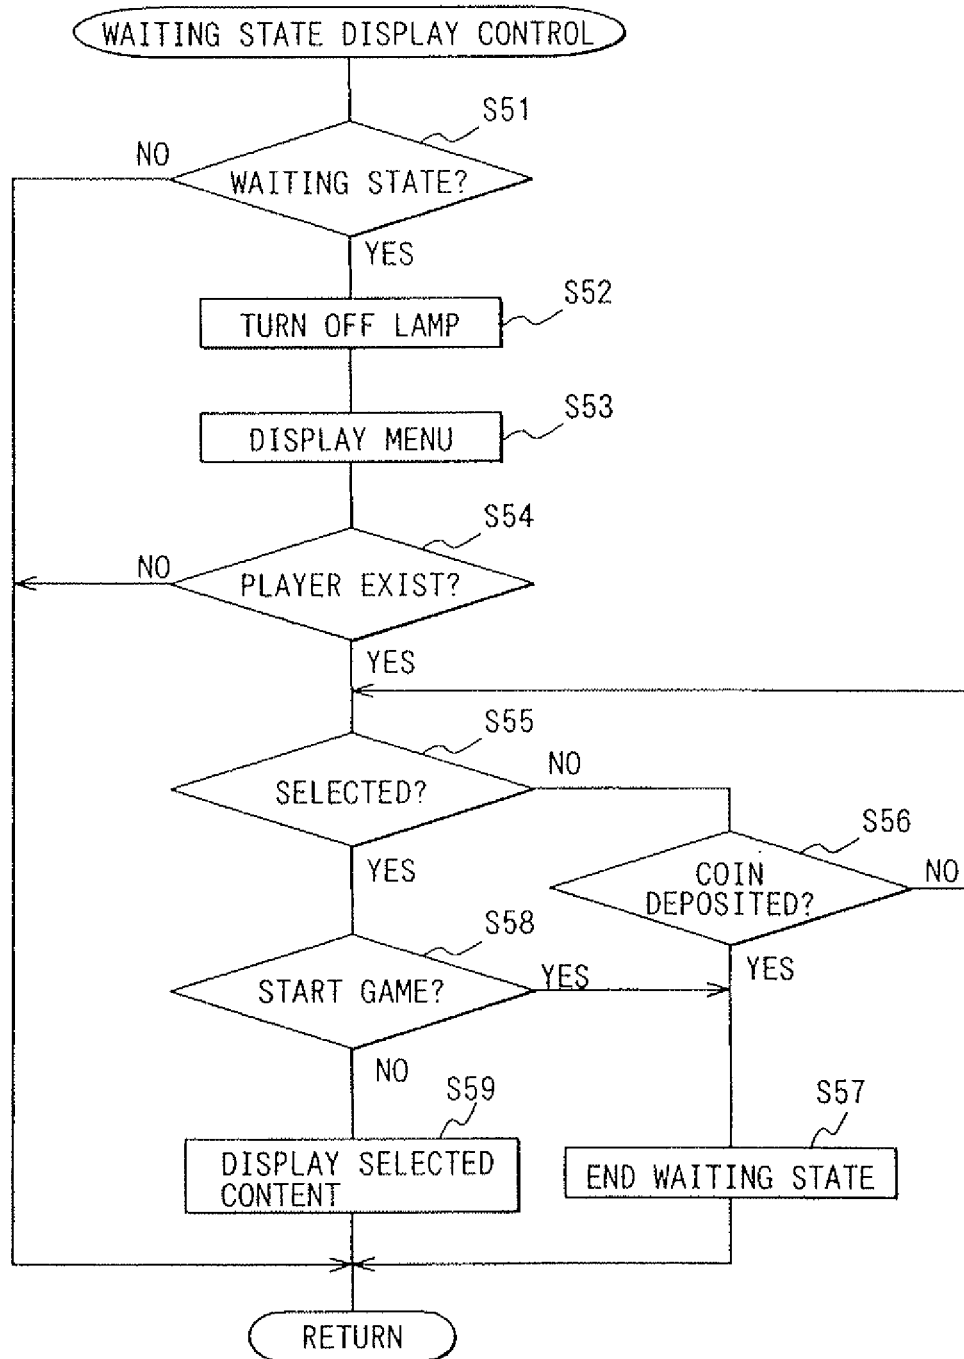 WAITING STATE DISPLAY CONTROL
S51
NO
WAITING STATE?
YES
S52
TURN OFF LAMP
S53
DISPLAY MENU
S54
NO
PLAYER EXIST?
YES
S55
NO
SELECTED?
S56
YES
COIN
NO
DEPOSITED?
S58
YES
YES
START GAME?
NO
S59
S57
DISPLAY SELECTED
CONTENT
END WAITING STATE
RETURN